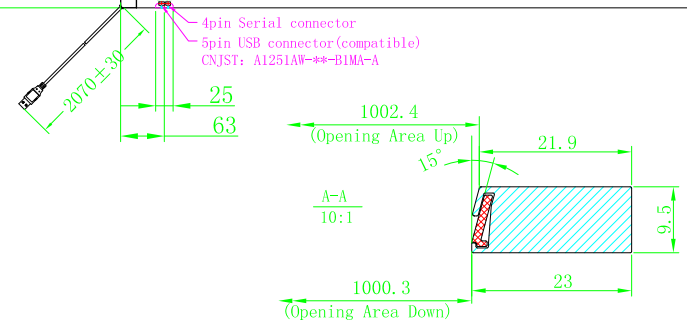 4pin Serial connector
5pin USB connector(compatible)
CNJST: A1251AW-**-B1MA-A
2070±30
25
63
1002.4
(Opening Area Up)
21.9
15°
A-A
10:1
9.5
23
1000.3
(Opening Area Down)